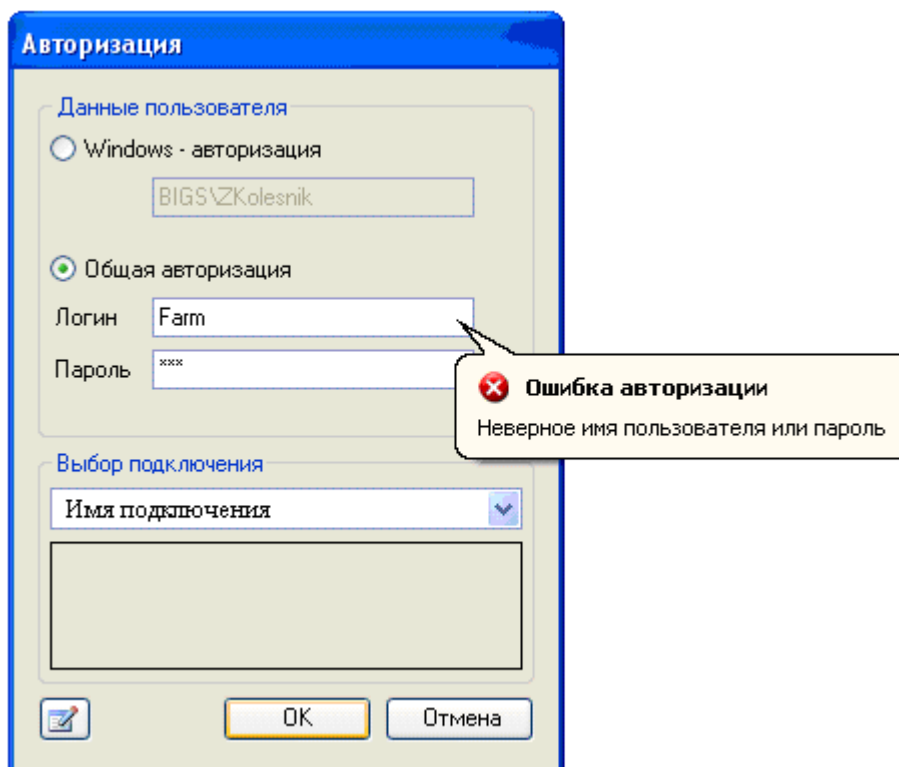 Авторизация
Данные пользователя
Windows - авторизация
BIGS\ZKolesnik
Общая авторизация
Логин
Farm
Пароль
***
Ошибка авторизации
Неверное имя пользователя или пароль
Выбор подключения
Имя подключения
OK
Отмена